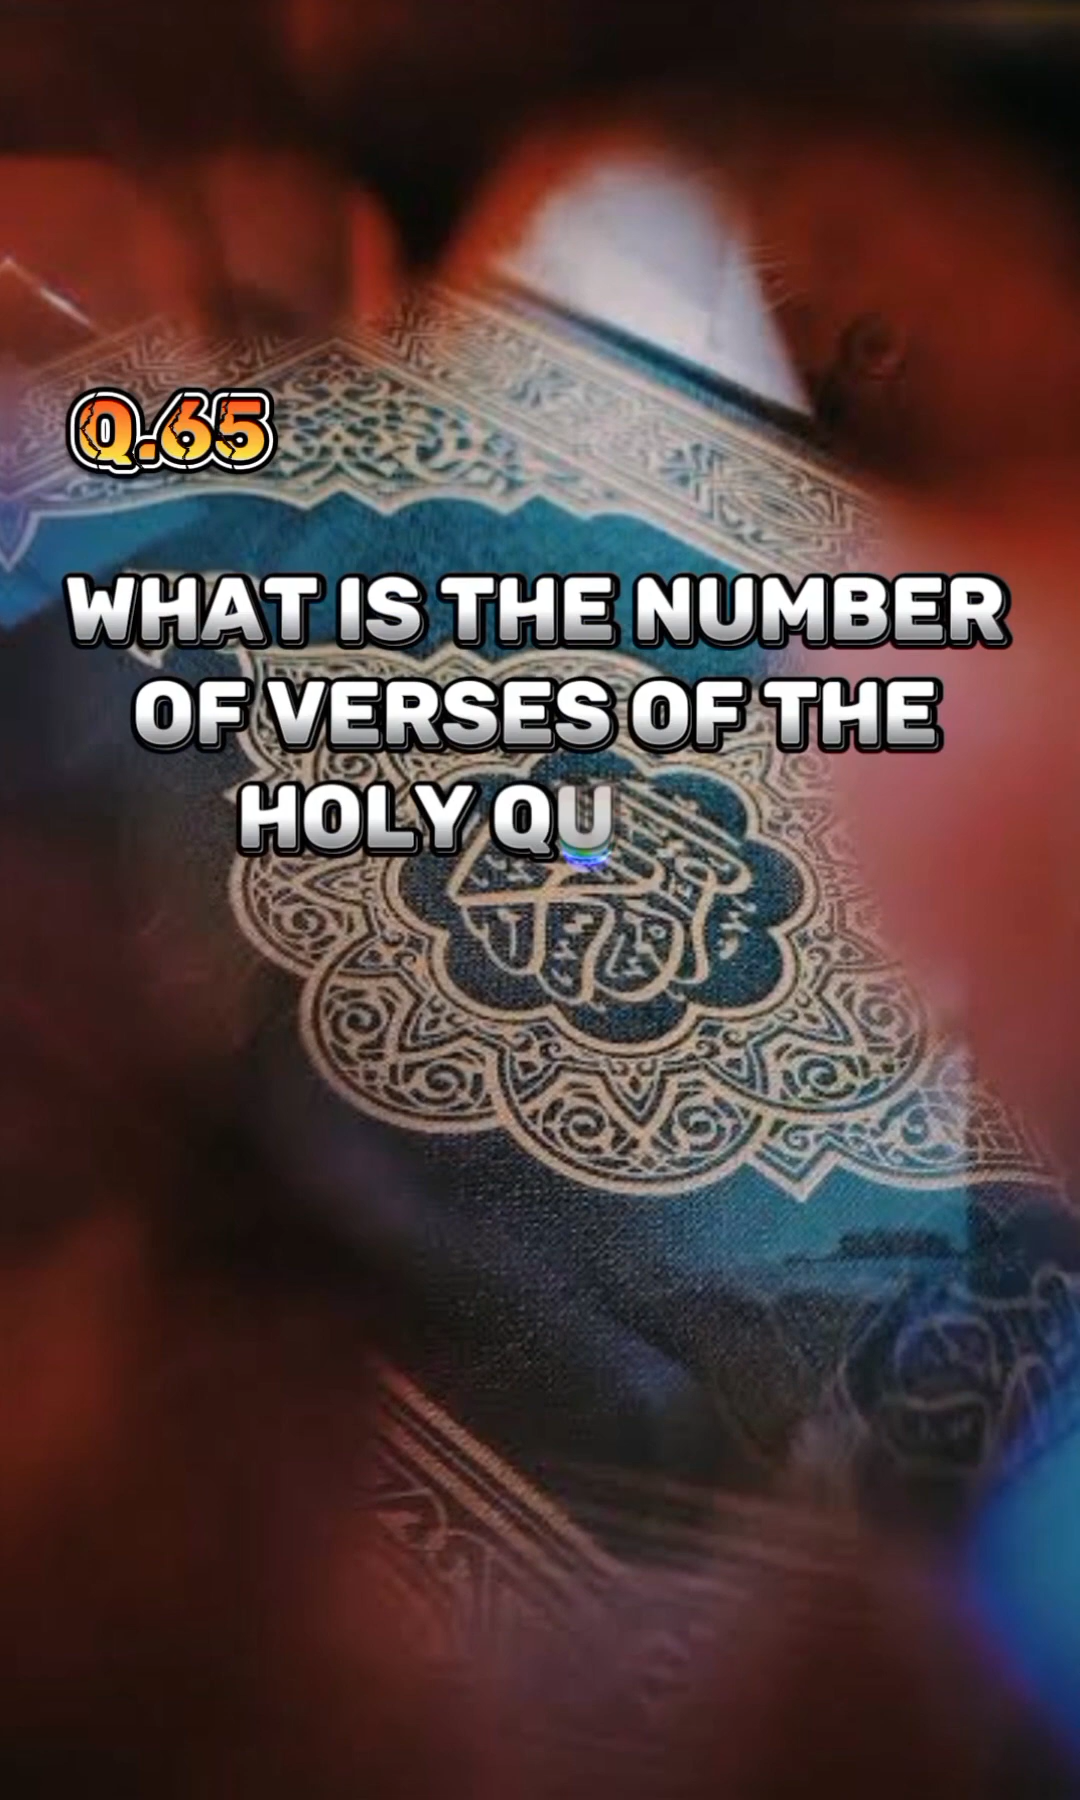 Q.65
WHAT IS THE NUMBER
OF VERSES OF THE
HOLY QU